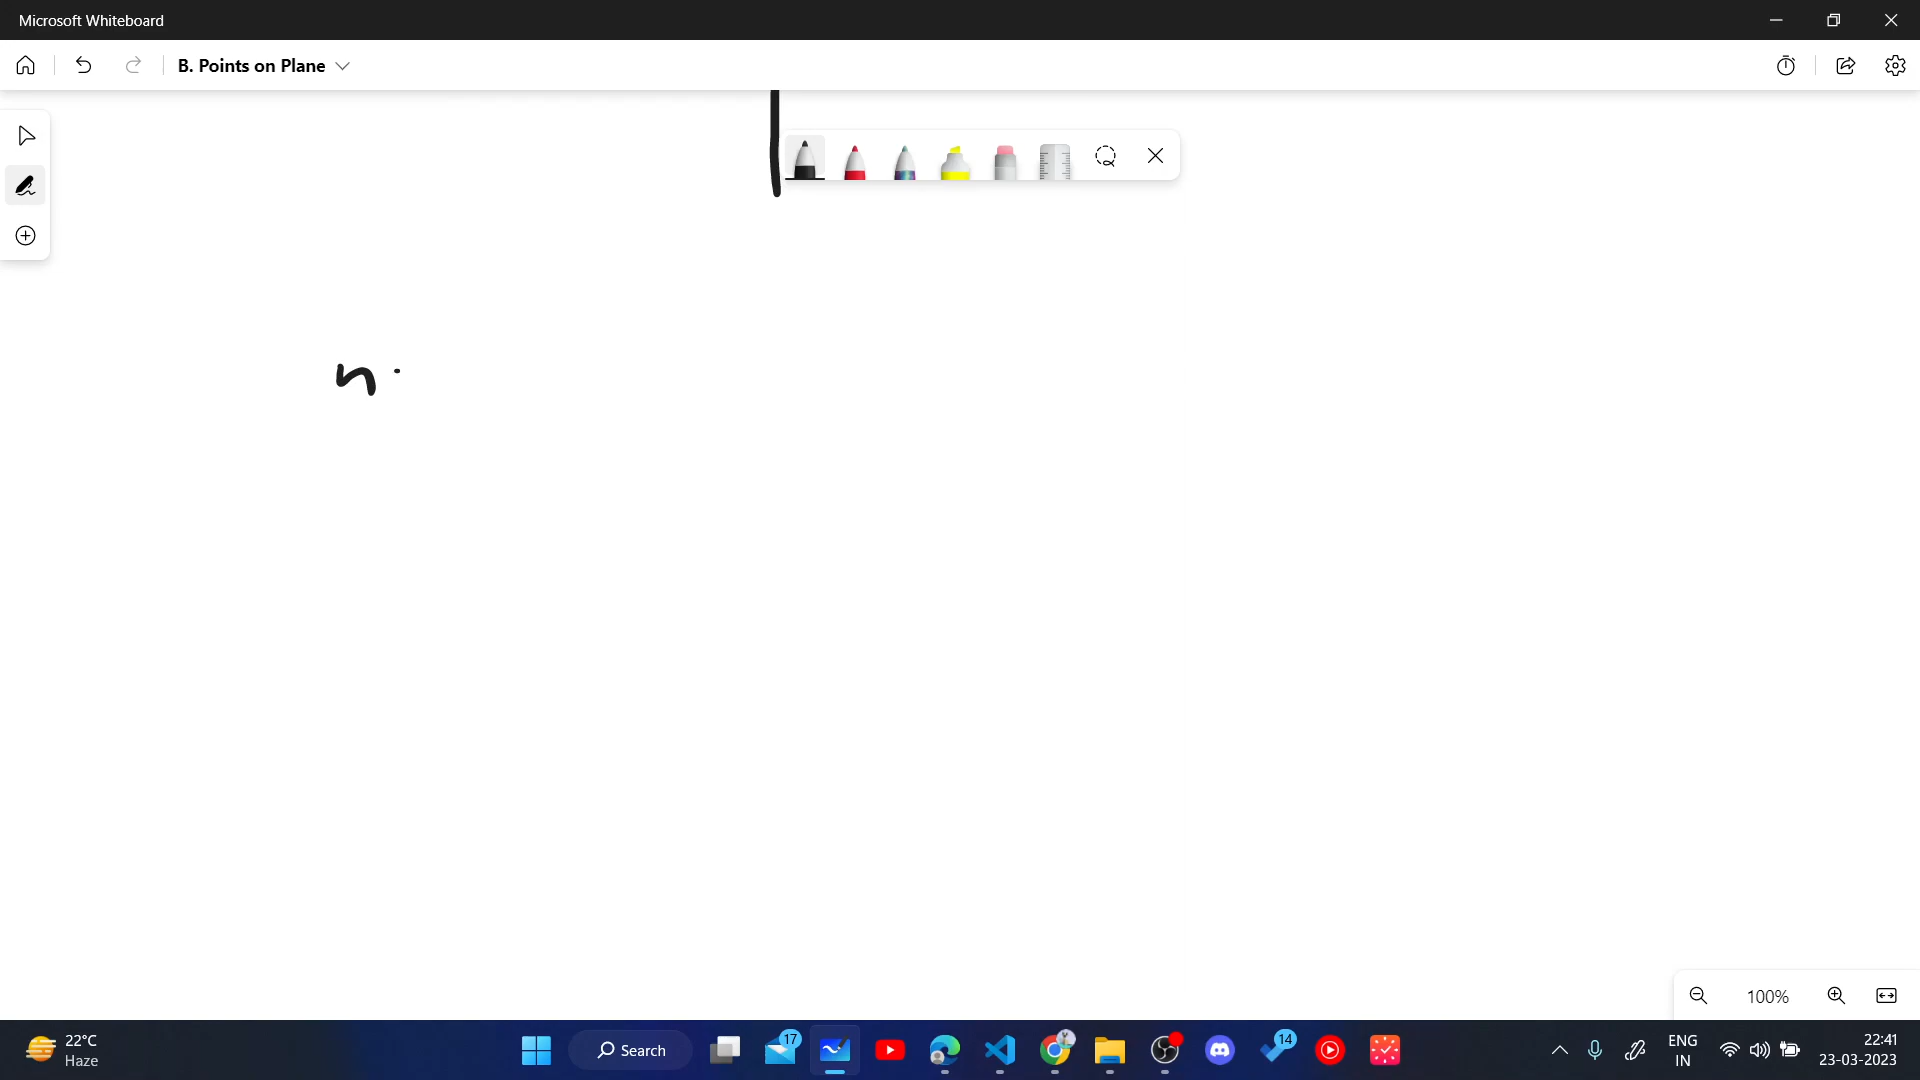 Microsoft Whiteboard
B. Points on Plane
n
100%
22°C
Haze
Search
17
14
ENG
IN
22:41
23-03-2023